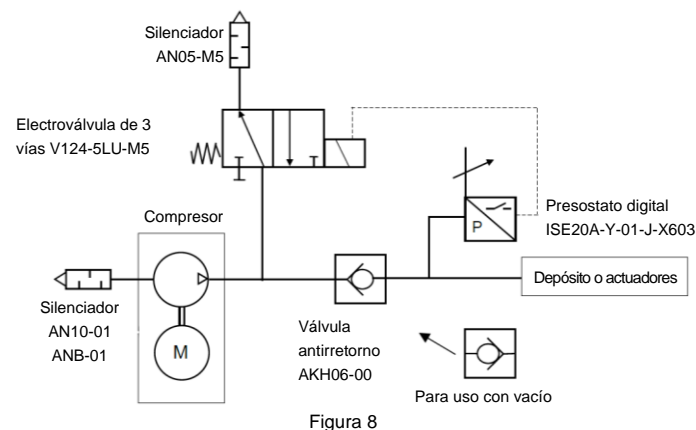 Silenciador
AN05-M5
Electroválvula de 3
vías V124-5LU-M5
Compresor
Presostato digital
ISE20A-Y-01-J-X603
P
Depósito o actuadores
Silenciador
AN10-01
ANB-01
M
Válvula
antirretorno
AKH06-00
Para uso con vacío
Figura 8